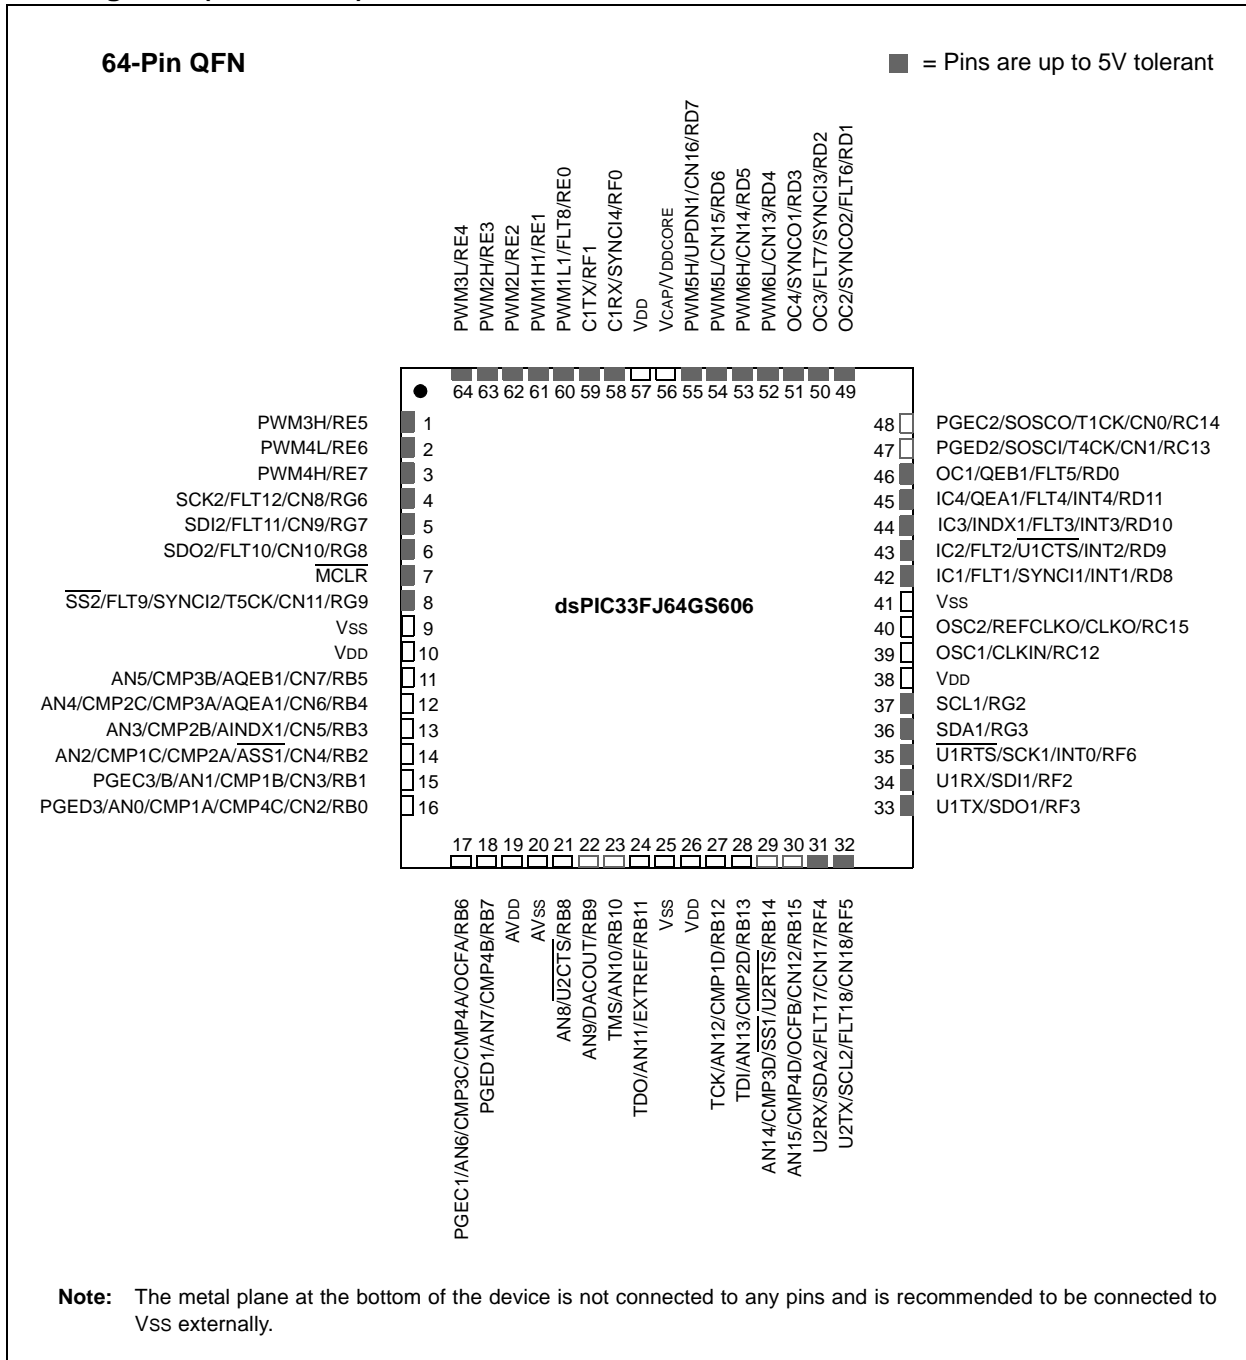 64-Pin QFN
= Pins are up to 5V tolerant
PWM3L/RE4
PWM2H/RE3
PWM2L/RE2
PWM1H1/RE1
PWM1L1/FLT8/RE0
C1TX/RF1
C1RX/SYNCI4/RF0
VDD
VCAP/VDDCORE
PWM5H/UPDN1/CN16/RD7
PWM5L/CN15/RD6
PWM6H/CN14/RD5
PWM6L/CN13/RD4
OC4/SYNCO1/RD3
OC3/FLT7/SYNCI3/RD2
OC2/SYNCO2/FLT6/RD1
64 63 62 61 60 59 58 57 56 55 54 53 52 51 50 49
PWM3H/RE5 1
PWM4L/RE6 2
PWM4H/RE7 3
SCK2/FLT12/CN8/RG6 4
SDI2/FLT11/CN9/RG7 5
SDO2/FLT10/CN10/RG8 6
MCLR 7
SS2/FLT9/SYNCI2/T5CK/CN11/RG9 8
VSS 9
VDD 10
AN5/CMP3B/AQEB1/CN7/RB5 11
AN4/CMP2C/CMP3A/AQEA1/CN6/RB4 12
AN3/CMP2B/AINDX1/CN5/RB3 13
AN2/CMP1C/CMP2A/ASS1/CN4/RB2 14
PGEC3/B/AN1/CMP1B/CN3/RB1 15
PGED3/AN0/CMP1A/CMP4C/CN2/RB0 16
dsPIC33FJ64GS606
48 PGEC2/SOSCO/T1CK/CN0/RC14
47 PGED2/SOSCI/T4CK/CN1/RC13
46 OC1/QEB1/FLT5/RD0
45 IC4/QEA1/FLT4/INT4/RD11
44 IC3/INDX1/FLT3/INT3/RD10
43 IC2/FLT2/U1CTS/INT2/RD9
42 IC1/FLT1/SYNCI1/INT1/RD8
41 VSS
40 OSC2/REFCLKO/CLKO/RC15
39 OSC1/CLKIN/RC12
38 VDD
37 SCL1/RG2
36 SDA1/RG3
35 U1RTS/SCK1/INT0/RF6
34 U1RX/SDI1/RF2
33 U1TX/SDO1/RF3
17 18 19 20 21 22 23 24 25 26 27 28 29 30 31 32
PGEC1/AN6/CMP3C/CMP4A/OCFA/RB6
PGED1/AN7/CMP4B/RB7
AVDD
AVSS
AN8/U2CTS/RB8
AN9/DACOUT/RB9
TMS/AN10/RB10
TDO/AN11/EXTREF/RB11
VSS
VDD
TCK/AN12/CMP1D/RB12
TDI/AN13/CMP2D/RB13
AN14/CMP3D/SS1/U2RTS/RB14
AN15/CMP4D/OCFB/CN12/RB15
U2RX/SDA2/FLT17/CN17/RF4
U2TX/SCL2/FLT18/CN18/RF5
Note: The metal plane at the bottom of the device is not connected to any pins and is recommended to be connected to
VSS externally.